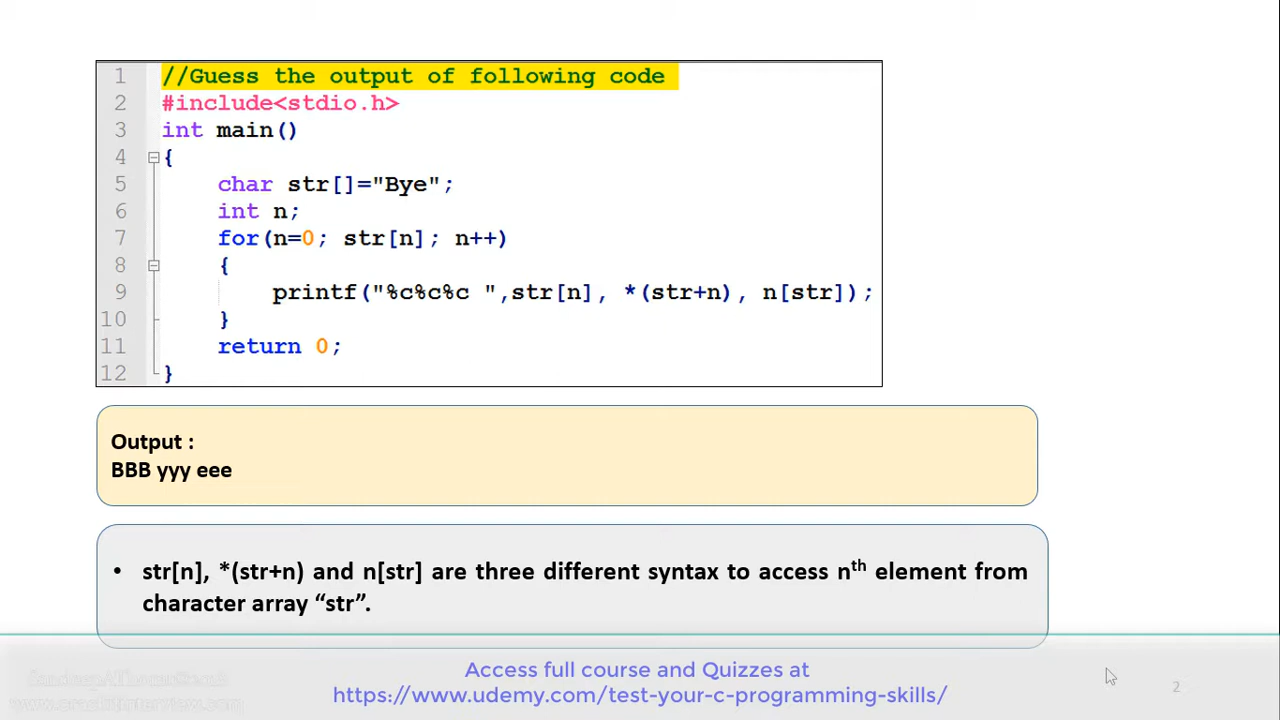 1 //Guess the output of following code
2 #include<stdio.h>
3 int main()
4 {
5 char str[]="Bye";
6 int n;
7 for(n=0; str[n]; n++)
8 {
9 printf("%c%c%c ",str[n], *(str+n), n[str]);
10 }
11 return 0;
12 }
Output :
BBB yyy eee
• str[n], *(str+n) and n[str] are three different syntax to access nth element from
character array “str”.
Access full course and Quizzes at
https://www.udemy.com/test-your-c-programming-skills/
2